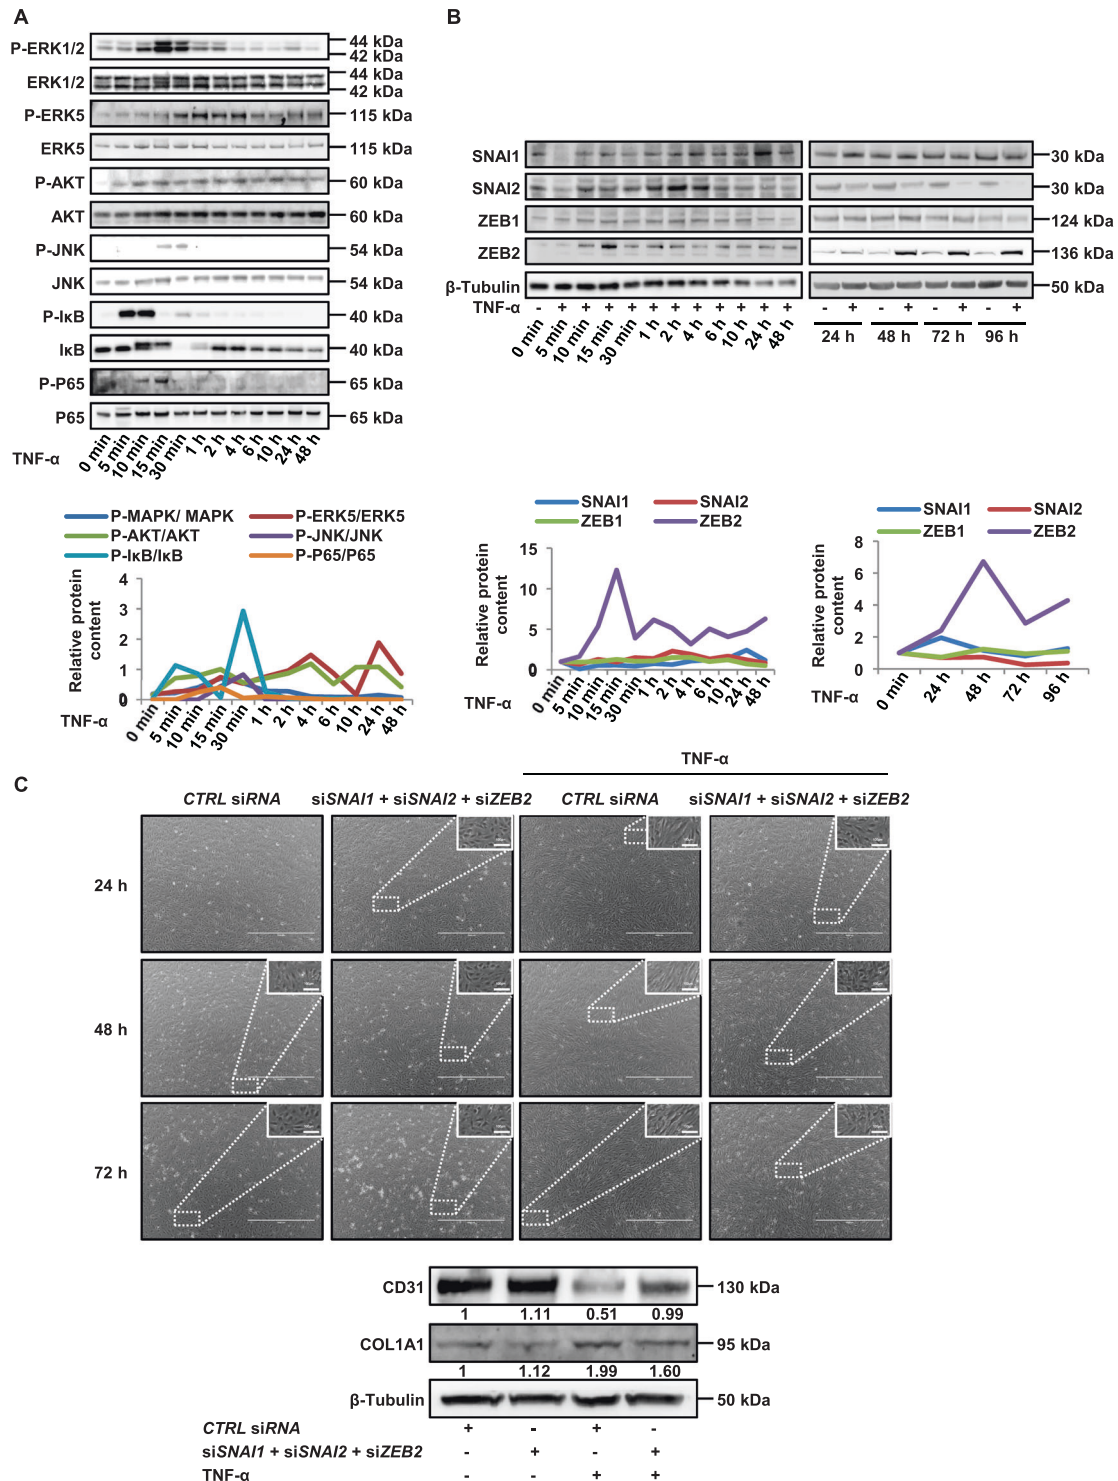 A
P-ERK1/2
44 kDa
42 kDa
ERK1/2
44 kDa
42 kDa
P-ERK5
115 kDa
ERK5
115 kDa
P-AKT
60 kDa
AKT
60 kDa
P-JNK
54 kDa
JNK
54 kDa
P-IκB
40 kDa
IκB
40 kDa
P-P65
65 kDa
P65
65 kDa
TNF-α
0 min 5 min 10 min 15 min 30 min 1 h 2 h 4 h 6 h 10 h 24 h 48 h
P-MAPK/ MAPK P-ERK5/ERK5
P-AKT/AKT P-JNK/JNK
P-IκB/IκB P-P65/P65
Relative protein content
4
3
2
1
0
TNF-α
0 min 5 min 10 min 15 min 30 min 1 h 2 h 4 h 6 h 10 h 24 h 48 h
B
SNAI1
30 kDa
SNAI2
30 kDa
ZEB1
124 kDa
ZEB2
136 kDa
β-Tubulin
50 kDa
TNF-α - + + + + + + + + + + + - + - + - + - +
0 min 5 min 10 min 15 min 30 min 1 h 2 h 4 h 6 h 10 h 24 h 48 h
24 h 48 h 72 h 96 h
SNAI1 SNAI2
ZEB1 ZEB2
Relative protein content
15
10
5
0
TNF-α
0 min 5 min 10 min 15 min 30 min 1 h 2 h 4 h 6 h 10 h 24 h 48 h
SNAI1 SNAI2
ZEB1 ZEB2
Relative protein content
8
6
4
2
0
TNF-α
0 min 24 h 48 h 72 h 96 h
C
TNF-α
CTRL siRNA siSNAI1 + siSNAI2 + siZEB2 CTRL siRNA siSNAI1 + siSNAI2 + siZEB2
24 h
48 h
72 h
CD31
130 kDa
1 1.11 0.51 0.99
COL1A1
95 kDa
1 1.12 1.99 1.60
β-Tubulin
50 kDa
CTRL siRNA + - + -
siSNAI1 + siSNAI2 + siZEB2 - + - +
TNF-α - - + +